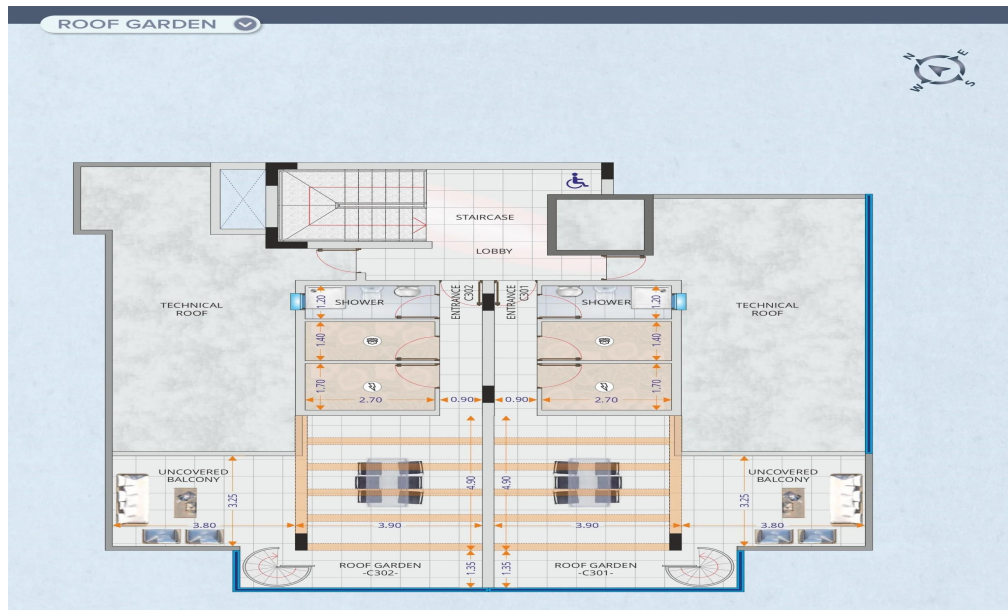 ROOF GARDEN
N
E
W
S
STAIRCASE
LOBBY
ENTRANCE
C302
ENTRANCE
C301
SHOWER
SHOWER
1.20
1.20
TECHNICAL
ROOF
TECHNICAL
ROOF
1.40
1.40
1.70
1.70
2.70
0.90
0.90
2.70
UNCOVERED
BALCONY
UNCOVERED
BALCONY
3.25
4.90
4.90
3.25
3.80
3.90
3.90
3.80
ROOF GARDEN
-C302-
1.35
1.35
ROOF GARDEN
-C301-